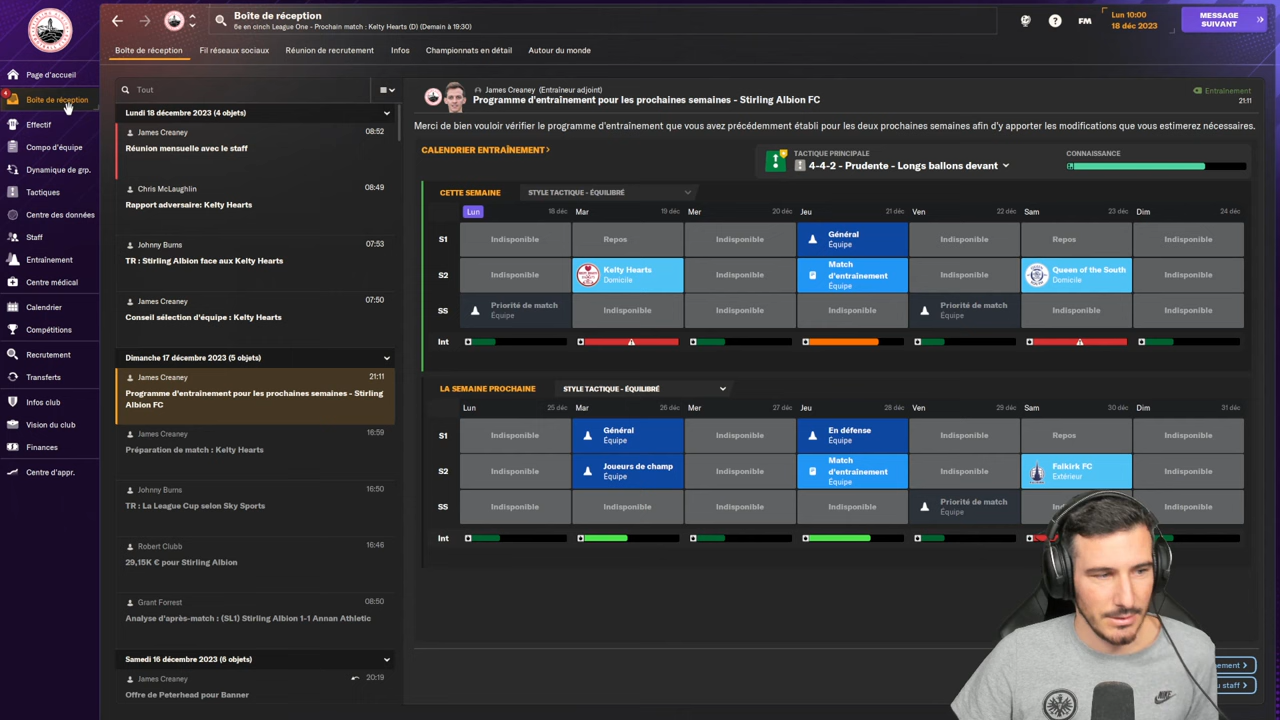 Boîte de réception
6e en cinch League One - Prochain match : Kelty Hearts (D) (Demain à 19:30)
FM
Lun 10:00
18 déc 2023
MESSAGE SUIVANT
Page d'accueil
4
Boîte de réception
Effectif
Compo d'équipe
Dynamique de grp.
Tactiques
Centre des données
Staff
Entraînement
Centre médical
Calendrier
Compétitions
Recrutement
Transferts
Infos club
Vision du club
Finances
Centre d'appr.
Boîte de réception
Fil réseaux sociaux
Réunion de recrutement
Infos
Championnats en détail
Autour du monde
Tout
Lundi 18 décembre 2023 (4 objets)
James Creaney 08:52
Réunion mensuelle avec le staff
Chris McLaughlin 08:49
Rapport adversaire: Kelty Hearts
Johnny Burns 07:53
TR : Stirling Albion face aux Kelty Hearts
James Creaney 07:50
Conseil sélection d'équipe : Kelty Hearts
Dimanche 17 décembre 2023 (5 objets)
James Creaney 21:11
Programme d'entraînement pour les prochaines semaines - Stirling
Albion FC
James Creaney 16:59
Préparation de match : Kelty Hearts
Johnny Burns 16:50
TR : La League Cup selon Sky Sports
Robert Clubb 16:46
29,15K € pour Stirling Albion
Grant Forrest 08:50
Analyse d'après-match : (SL1) Stirling Albion 1-1 Annan Athletic
Samedi 16 décembre 2023 (6 objets)
James Creaney 20:19
Offre de Peterhead pour Banner
James Creaney (Entraîneur adjoint)
Programme d'entraînement pour les prochaines semaines - Stirling Albion FC
Entraînement
21:11
Merci de bien vouloir vérifier le programme d'entraînement que vous avez précédemment établi pour les deux prochaines semaines afin d'y apporter les modifications que vous estimerez nécessaires.
CALENDRIER ENTRAÎNEMENT >
TACTIQUE PRINCIPALE
4-4-2 - Prudente - Longs ballons devant
CONNAISSANCE
CETTE SEMAINE
STYLE TACTIQUE - ÉQUILIBRÉ
Lun 18 déc Mar 19 déc Mer 20 déc Jeu 21 déc Ven 22 déc Sam 23 déc Dim 24 déc
S1 Indisponible Repos Indisponible Général Équipe Indisponible Repos Indisponible
S2 Indisponible Kelty Hearts Domicile Indisponible Match d'entrainement Équipe Indisponible Queen of the South Domicile Indisponible
SS Priorité de match Équipe Indisponible Indisponible Indisponible Priorité de match Équipe Indisponible Indisponible
Int
LA SEMAINE PROCHAINE
STYLE TACTIQUE - ÉQUILIBRÉ
Lun 25 déc Mar 26 déc Mer 27 déc Jeu 28 déc Ven 29 déc Sam 30 déc Dim 31 déc
S1 Indisponible Général Équipe Indisponible En défense Équipe Indisponible Repos Indisponible
S2 Indisponible Joueurs de champ Équipe Indisponible Match d'entrainement Équipe Indisponible Falkirk FC Extérieur Indisponible
SS Indisponible Indisponible Indisponible Indisponible Priorité de match Équipe Indisponible
Int